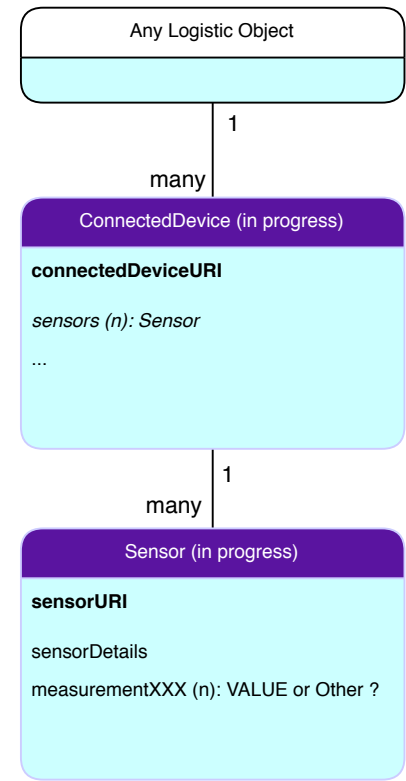 Any Logistic Object
1
many
ConnectedDevice (in progress)
connectedDeviceURI
sensors (n): Sensor
...
1
many
Sensor (in progress)
sensorURI
sensorDetails
measurementXXX (n): VALUE or Other ?